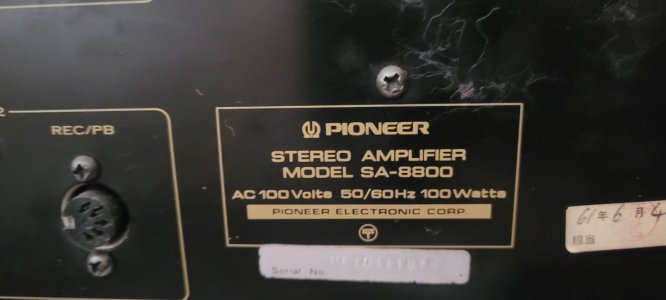 2
REC/PB
PIONEER
STEREO AMPLIFIER
MODEL SA-8800
AC 100 Volts 50/60Hz 100 Watts
PIONEER ELECTRONIC CORP.
T
Serial No.
61年6月4
担当